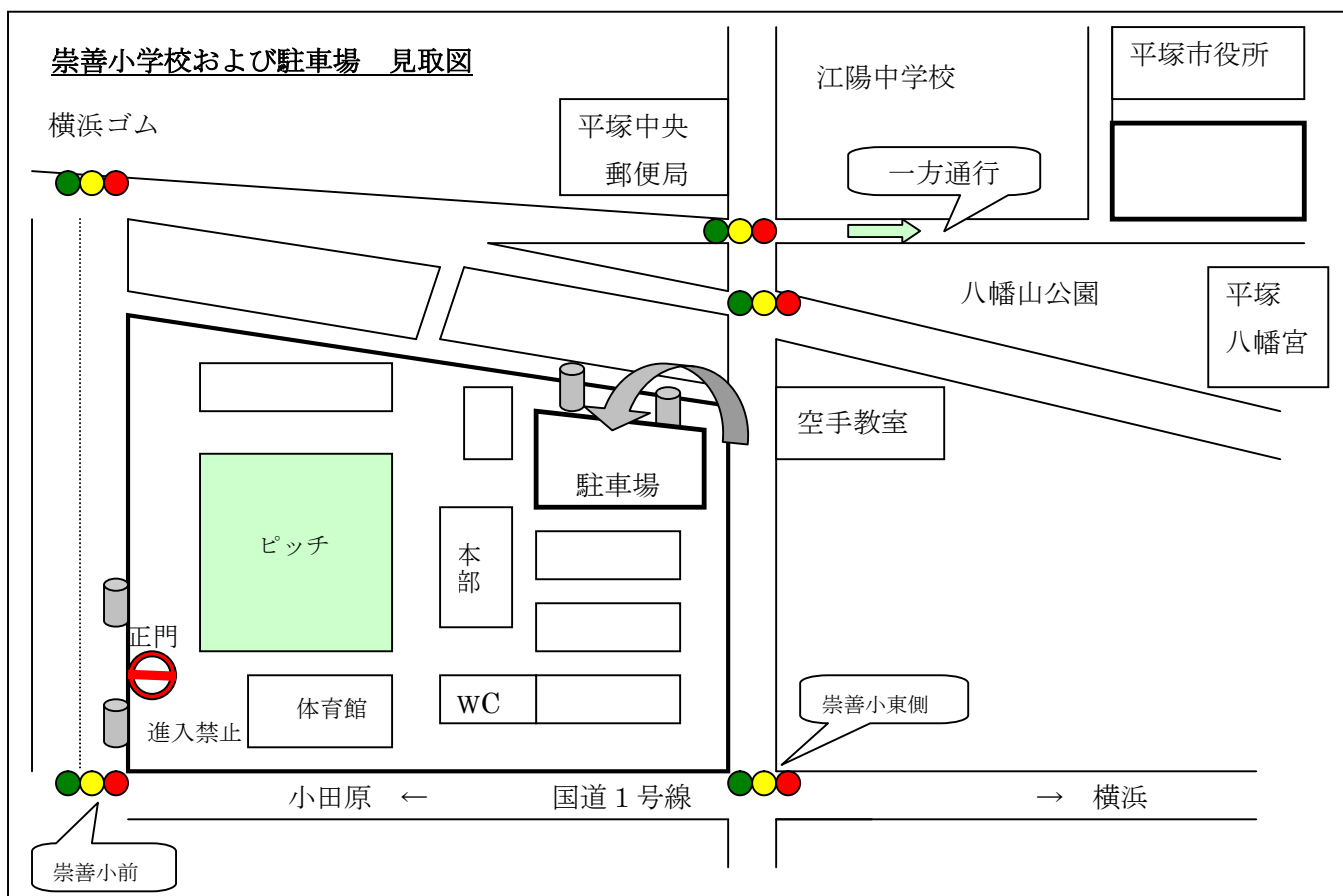 崇善小学校および駐車場　見取図
横浜ゴム
平塚中央
郵便局
江陽中学校
平塚市役所
一方通行
八幡山公園
平塚
八幡宮
空手教室
駐車場
ピッチ
本
部
正門
進入禁止
体育館
WC
崇善小東側
小田原　←
国道1号線
→　横浜
崇善小前